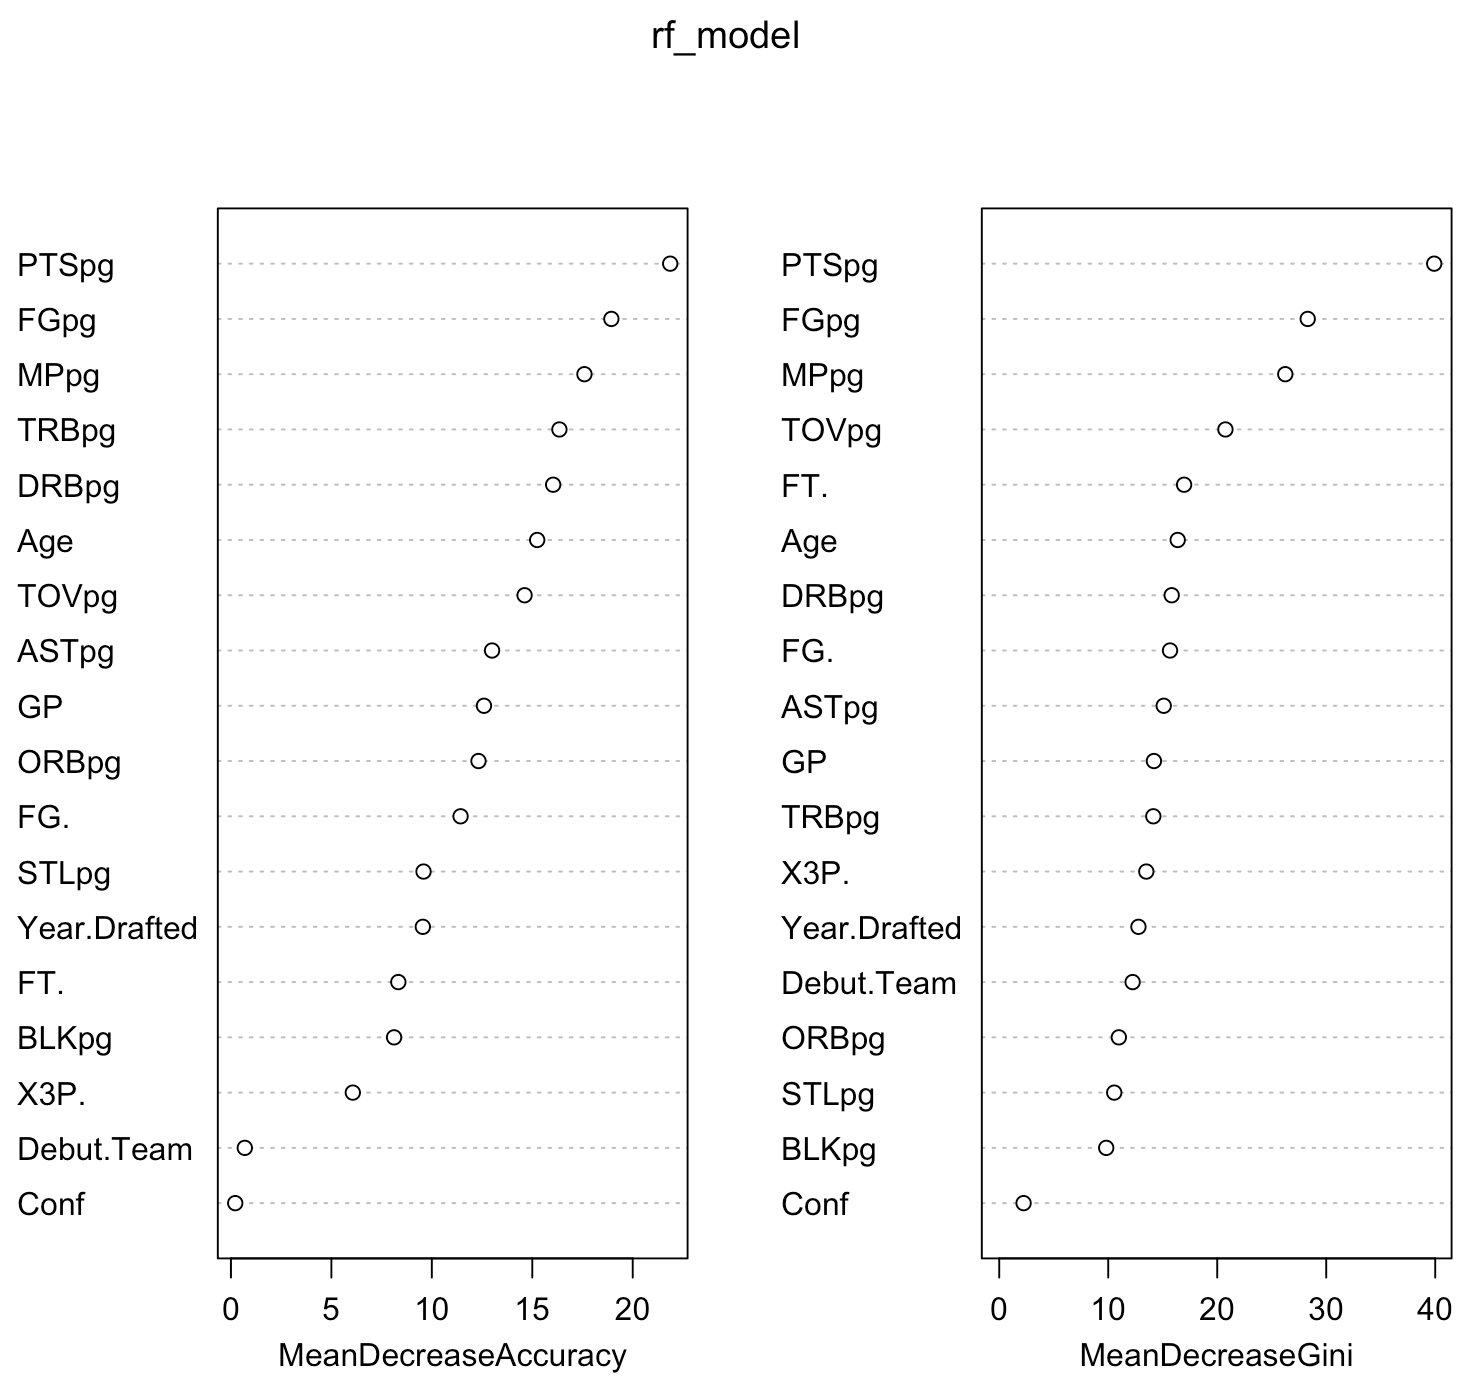 rf_model
PTSpg
FGpg
MPpg
TRBpg
DRBpg
Age
TOVpg
ASTpg
GP
ORBpg
FG.
STLpg
Year.Drafted
FT.
BLKpg
X3P.
Debut.Team
Conf
0 5 10 15 20
MeanDecreaseAccuracy
PTSpg
FGpg
MPpg
TOVpg
FT.
Age
DRBpg
FG.
ASTpg
GP
TRBpg
X3P.
Year.Drafted
Debut.Team
ORBpg
STLpg
BLKpg
Conf
0 10 20 30 40
MeanDecreaseGini